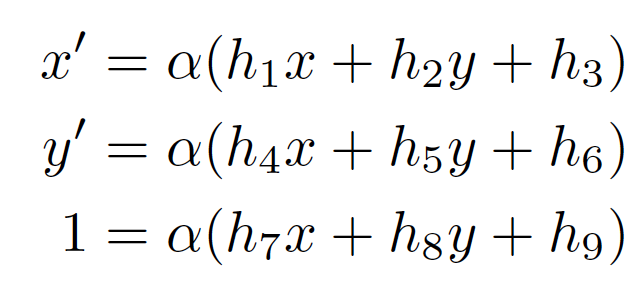 x′ = α(h₁x + h₂y + h₃)
y′ = α(h₄x + h₅y + h₆)
1 = α(h₇x + h₈y + h₉)